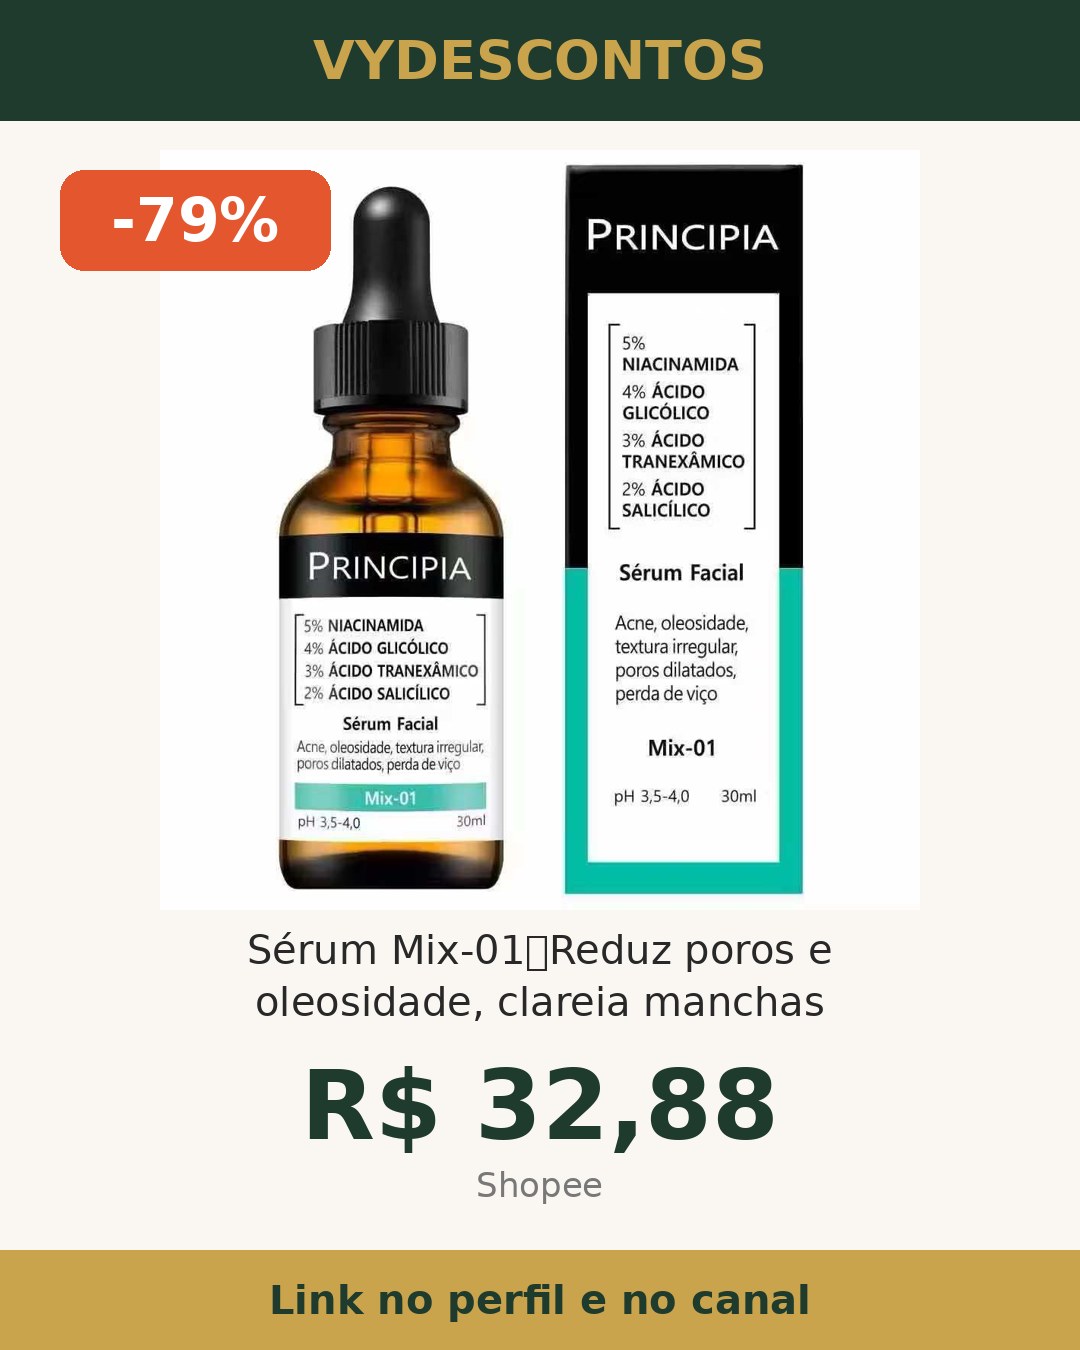 VYDESCONTOS
-79%
PRINCIPIA
5% NIACINAMIDA
4% ÁCIDO GLICÓLICO
3% ÁCIDO TRANEXÂMICO
2% ÁCIDO SALICÍLICO
Sérum Facial
Acne, oleosidade, textura irregular,
poros dilatados, perda de viço
Mix-01
pH 3,5-4,0 30ml
PRINCIPIA
5%
NIACINAMIDA
4% ÁCIDO
GLICÓLICO
3% ÁCIDO
TRANEXÂMICO
2% ÁCIDO
SALICÍLICO
Sérum Facial
Acne, oleosidade,
textura irregular,
poros dilatados,
perda de viço
Mix-01
pH 3,5-4,0 30ml
Sérum Mix-01▯Reduz poros e
oleosidade, clareia manchas
R$ 32,88
Shopee
Link no perfil e no canal